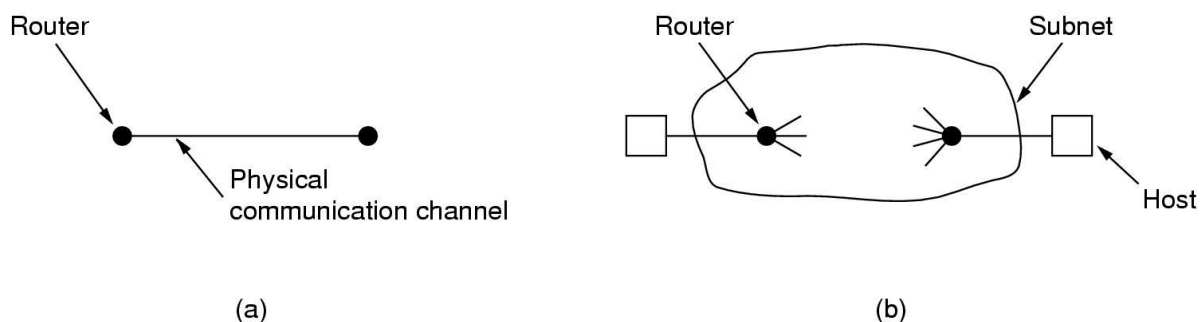 Router
Physical
communication channel
(a)
Router
Subnet
Host
(b)